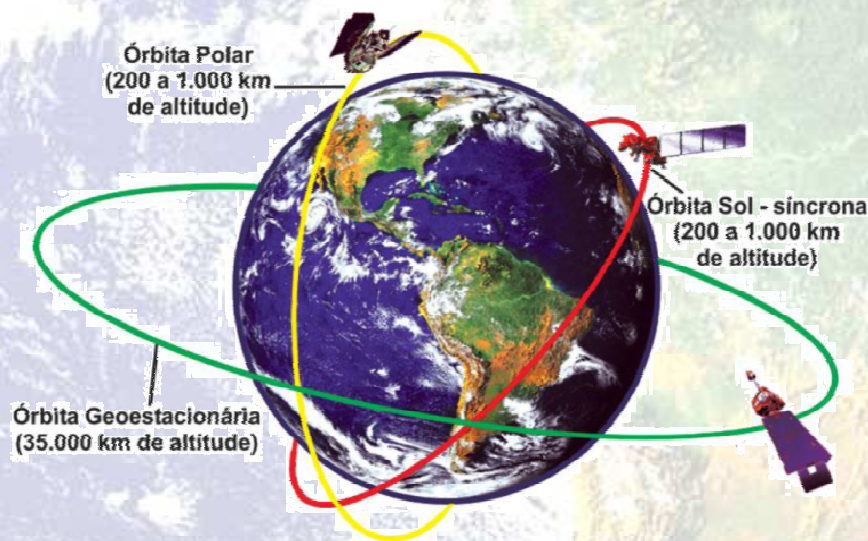 Órbita Polar
(200 a 1.000 km
de altitude)
Órbita Sol - síncrona
(200 a 1.000 km
de altitude)
Órbita Geoestacionária
(35.000 km de altitude)